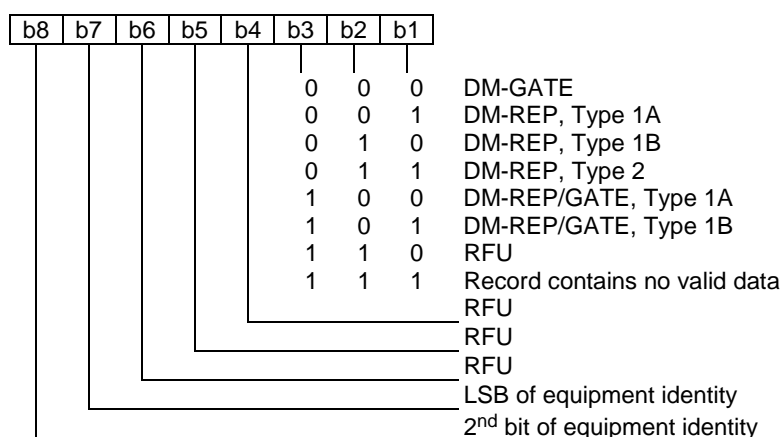 b8 b7 b6 b5 b4 b3 b2 b1
0 0 0 DM-GATE
0 0 1 DM-REP, Type 1A
0 1 0 DM-REP, Type 1B
0 1 1 DM-REP, Type 2
1 0 0 DM-REP/GATE, Type 1A
1 0 1 DM-REP/GATE, Type 1B
1 1 0 RFU
1 1 1 Record contains no valid data
RFU
RFU
RFU
LSB of equipment identity
2nd bit of equipment identity